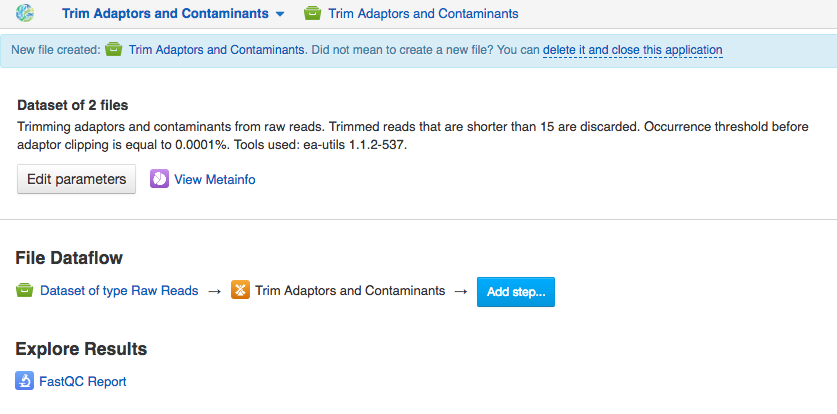 Trim Adaptors and Contaminants Trim Adaptors and Contaminants
New file created: Trim Adaptors and Contaminants. Did not mean to create a new file? You can delete it and close this application
Dataset of 2 files
Trimming adaptors and contaminants from raw reads. Trimmed reads that are shorter than 15 are discarded. Occurrence threshold before
adaptor clipping is equal to 0.0001%. Tools used: ea-utils 1.1.2-537.
Edit parameters View Metainfo
File Dataflow
Dataset of type Raw Reads → Trim Adaptors and Contaminants → Add step...
Explore Results
FastQC Report